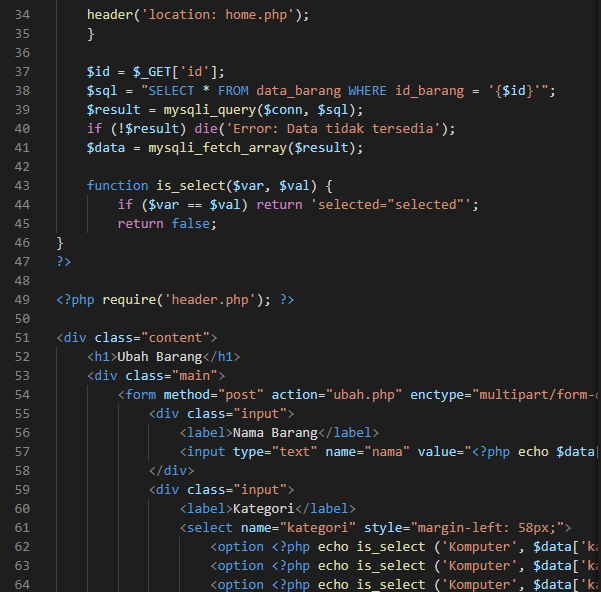 34 header('location: home.php');
35 }
36
37 $id = $_GET['id'];
38 $sql = "SELECT * FROM data_barang WHERE id_barang = '{$id}'";
39 $result = mysqli_query($conn, $sql);
40 if (!$result) die('Error: Data tidak tersedia');
41 $data = mysqli_fetch_array($result);
42
43 function is_select($var, $val) {
44 if ($var == $val) return 'selected="selected"';
45 return false;
46 }
47 ?>
48
49 <?php require('header.php'); ?>
50
51 <div class="content">
52 <h1>Ubah Barang</h1>
53 <div class="main">
54 <form method="post" action="ubah.php" enctype="multipart/form-
55 <div class="input">
56 <label>Nama Barang</label>
57 <input type="text" name="nama" value="<?php echo $data
58 </div>
59 <div class="input">
60 <label>Kategori</label>
61 <select name="kategori" style="margin-left: 58px;">
62 <option <?php echo is_select ('Komputer', $data['ka
63 <option <?php echo is_select ('Komputer', $data['ka
64 <option <?php echo is_select ('Komputer', $data['ka